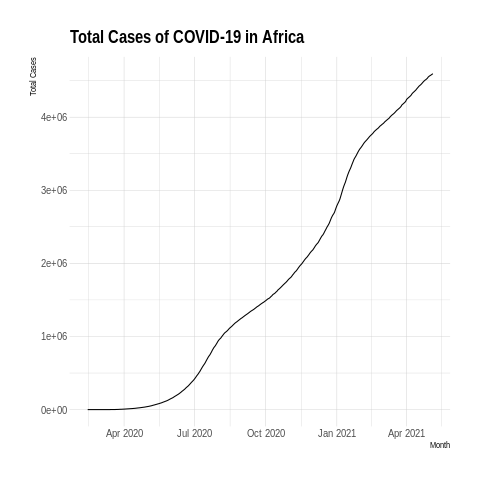 Total Cases of COVID-19 in Africa
Total Cases
4e+06
3e+06
2e+06
1e+06
0e+00
Apr 2020 Jul 2020 Oct 2020 Jan 2021 Apr 2021
Month